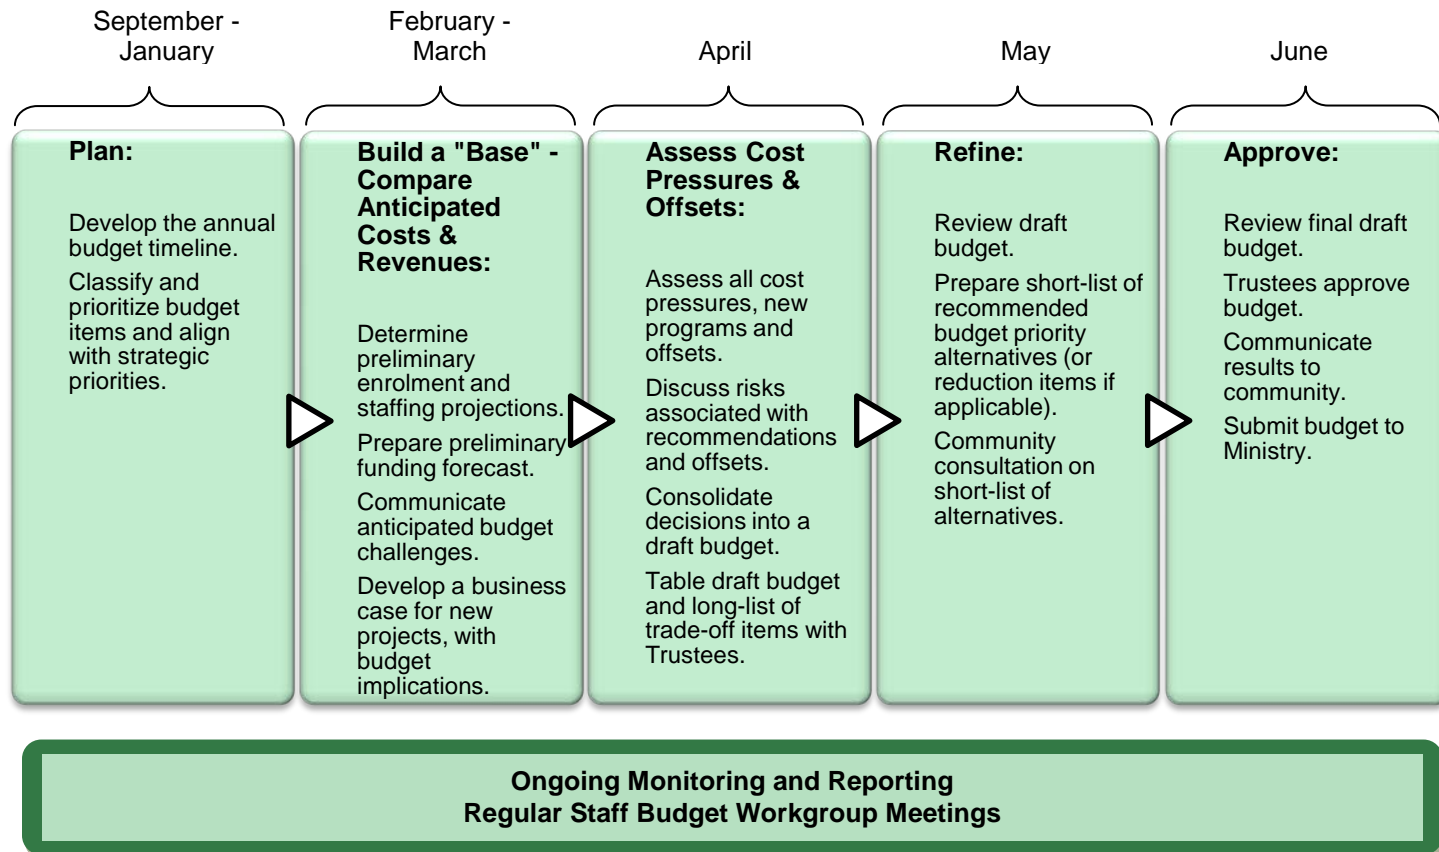 September -
January
February -
March
April
May
June
Plan:
Develop the annual
budget timeline.
Classify and
prioritize budget
items and align
with strategic
priorities.
Build a "Base" -
Compare
Anticipated
Costs &
Revenues:
Determine
preliminary
enrolment and
staffing projections.
Prepare preliminary
funding forecast.
Communicate
anticipated budget
challenges.
Develop a business
case for new
projects, with
budget
implications.
Assess Cost
Pressures &
Offsets:
Assess all cost
pressures, new
programs and
offsets.
Discuss risks
associated with
recommendations
and offsets.
Consolidate
decisions into a
draft budget.
Table draft budget
and long-list of
trade-off items with
Trustees.
Refine:
Review draft
budget.
Prepare short-list of
recommended
budget priority
alternatives (or
reduction items if
applicable).
Community
consultation on
short-list of
alternatives.
Approve:
Review final draft
budget.
Trustees approve
budget.
Communicate
results to
community.
Submit budget to
Ministry.
Ongoing Monitoring and Reporting
Regular Staff Budget Workgroup Meetings